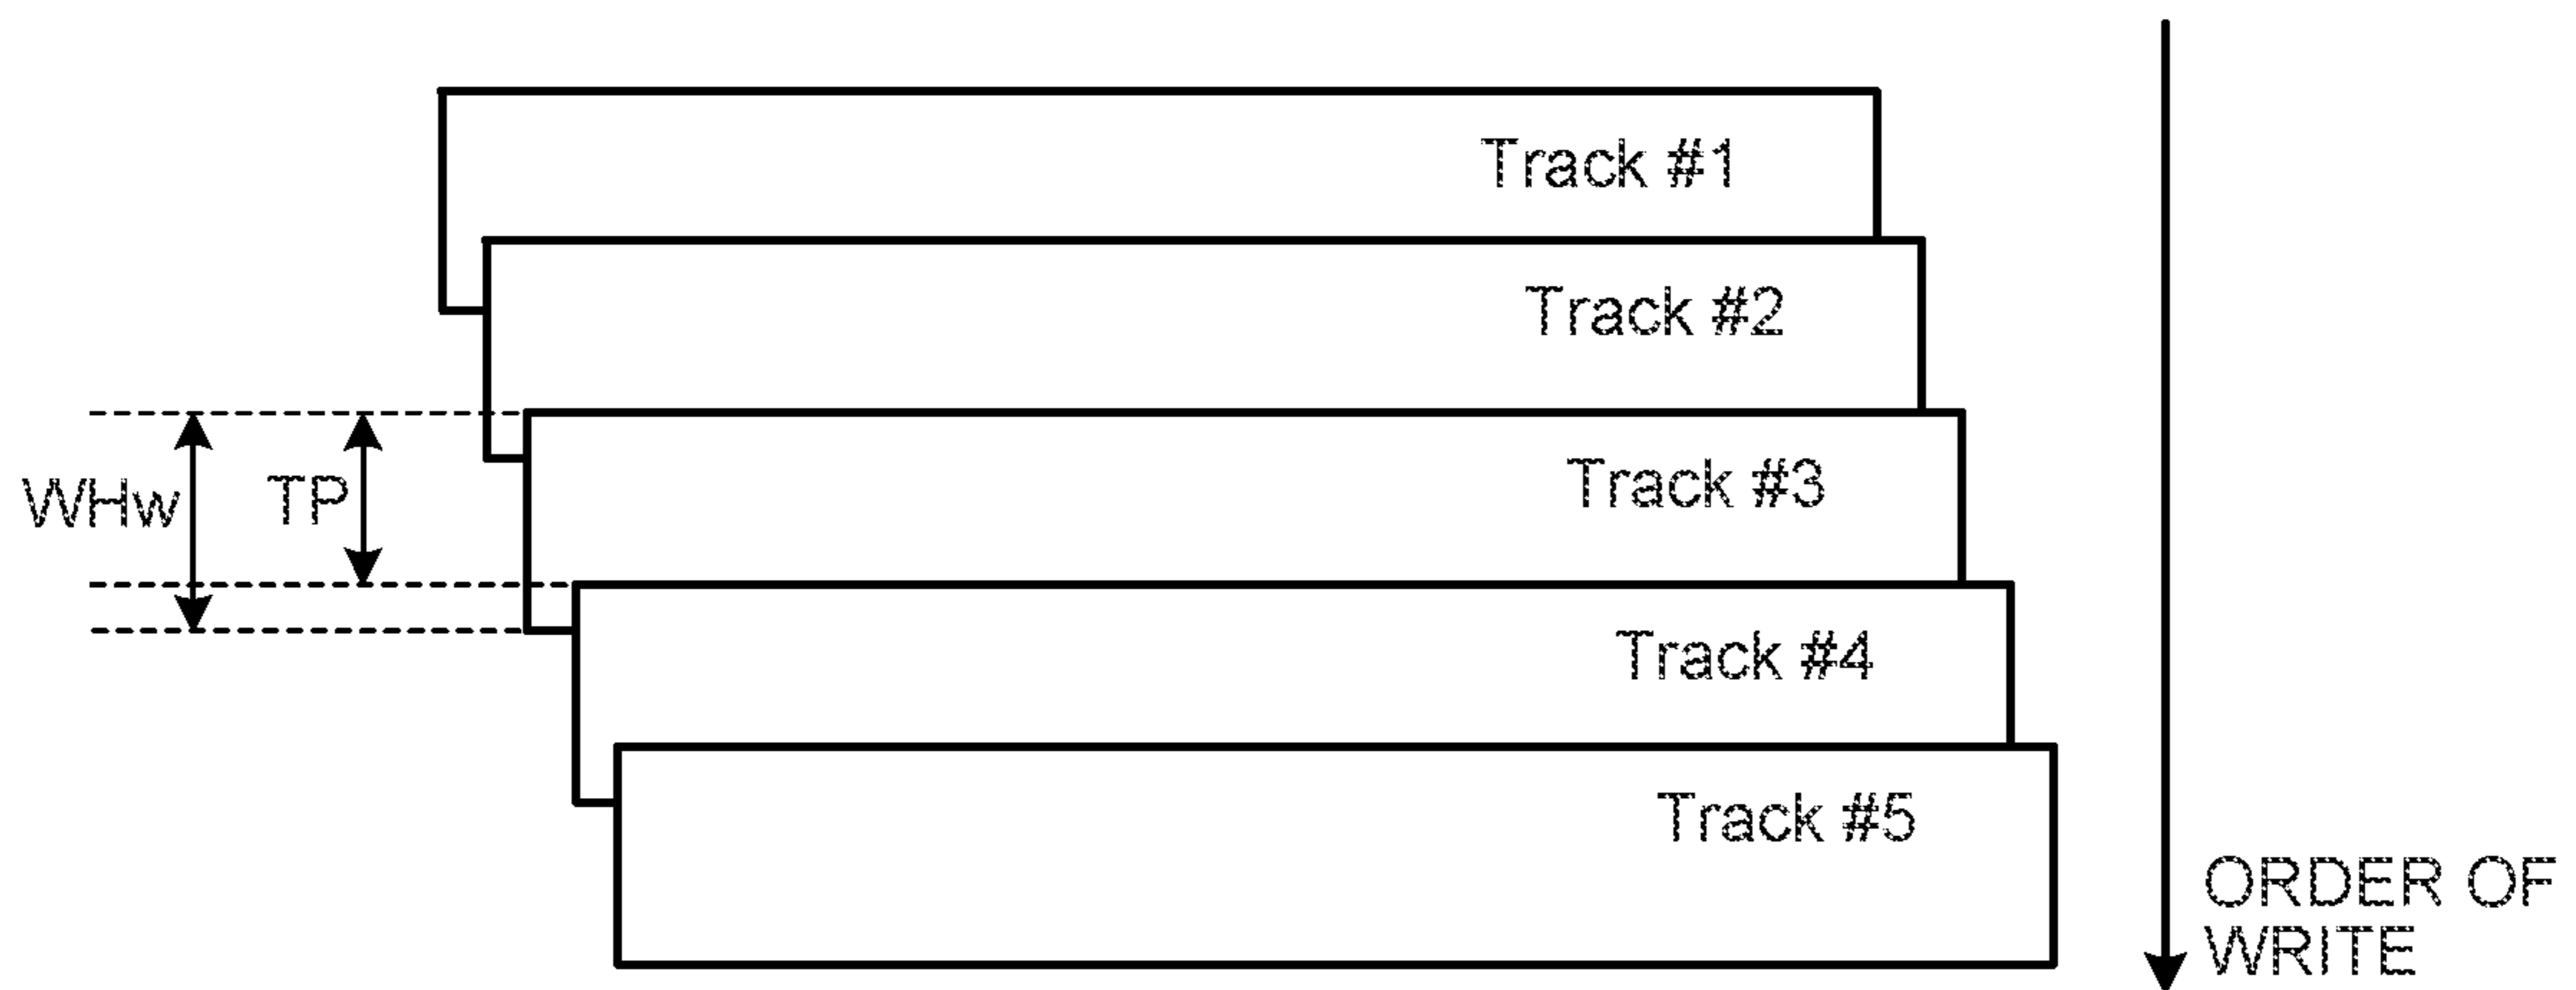 Track #1
Track #2
WHw
TP
Track #3
Track #4
Track #5
ORDER OF
WRITE